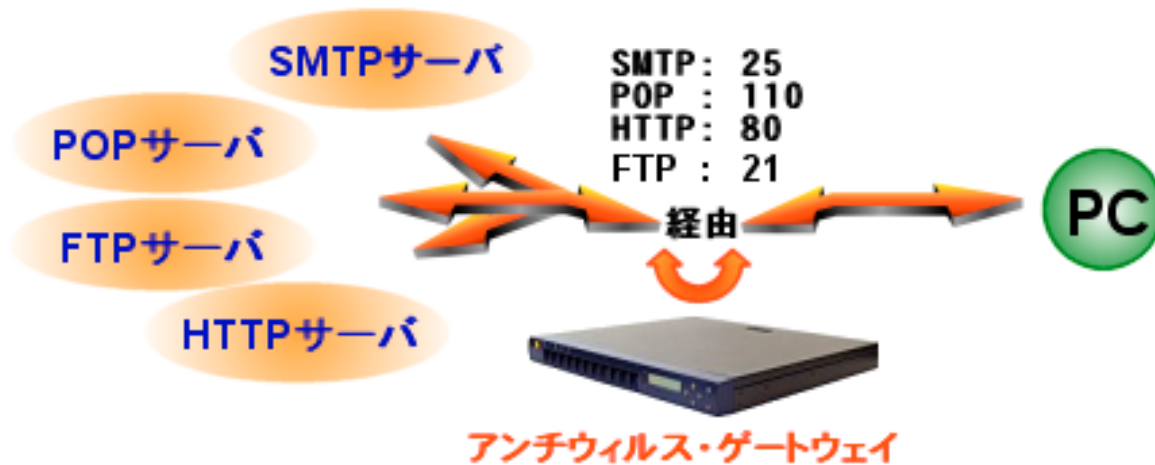 SMTPサーバ
POPサーバ
FTPサーバ
HTTPサーバ
SMTP: 25
POP : 110
HTTP: 80
FTP : 21
経由
PC
アンチウィルス・ゲートウェイ